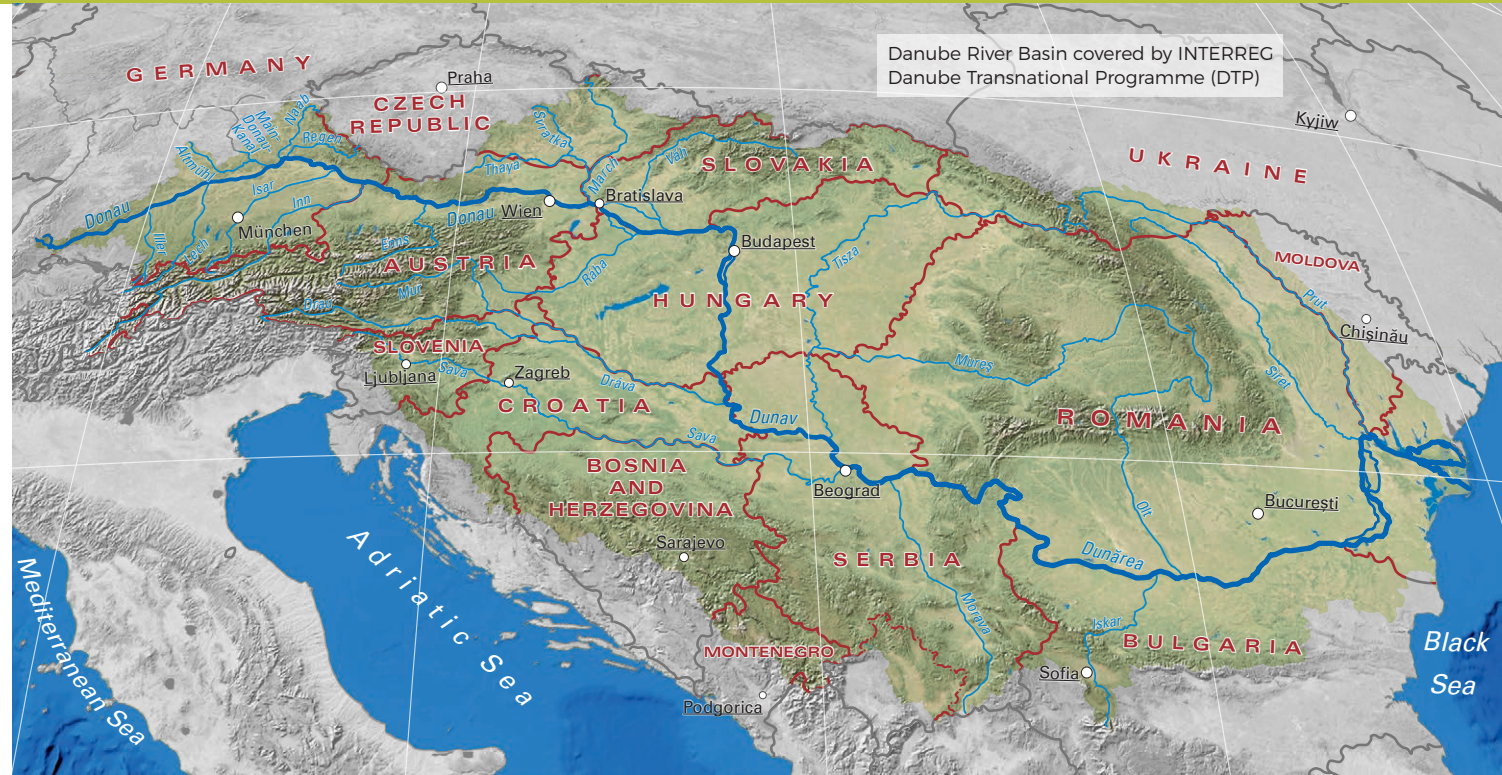 Danube River Basin covered by INTERREG
Danube Transnational Programme (DTP)
GERMANY
Praha
CZECH
REPUBLIC
Kyjiw
UKRAINE
Naab
Main-
Donau-
Kanal
Regen
Altmühl
Svratka
Thaya
March
Váh
SLOVAKIA
Isar
Inn
Donau
Donau
Wien
Bratislava
München
Iller
Lech
Enns
AUSTRIA
Budapest
Tisza
MOLDOVA
Raba
Mur
Drau
HUNGARY
Prut
Chișinău
SLOVENIA
Ljubljana
Sava
Zagreb
Dráva
Mureș
Siret
CROATIA
Dunav
ROMANIA
Sava
BOSNIA
AND
HERZEGOVINA
Beograd
București
Olt
Sarajevo
SERBIA
Dunărea
Adriatic Sea
Mediterranean Sea
Morava
Iskar
BULGARIA
MONTENEGRO
Sofia
Podgorica
Black
Sea